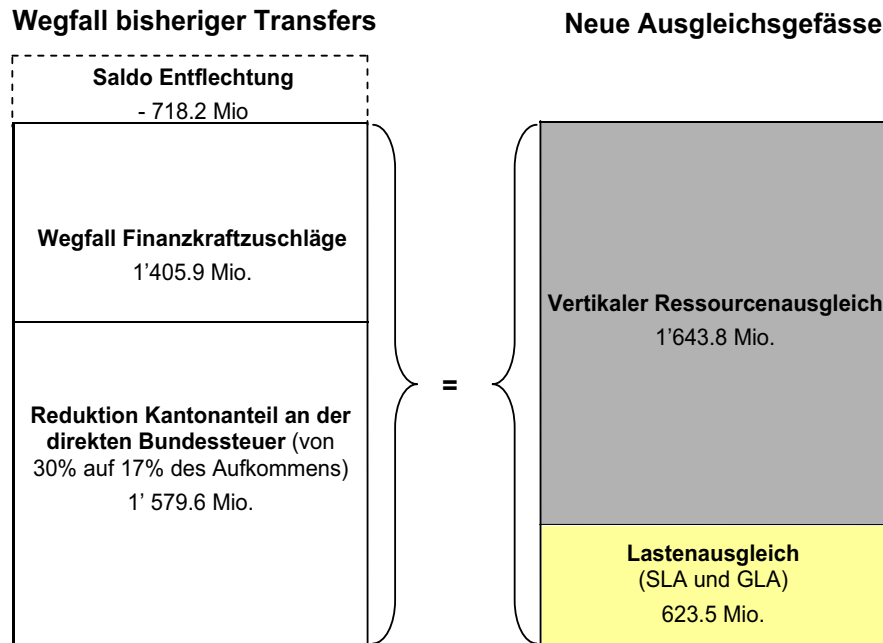 Wegfall bisheriger Transfers
Neue Ausgleichsgefässe
Saldo Entflechtung
- 718.2 Mio
Wegfall Finanzkraftzuschläge
1’405.9 Mio.
Reduktion Kantonanteil an der
direkten Bundessteuer (von
30% auf 17% des Aufkommens)
1’ 579.6 Mio.
=
Vertikaler Ressourcenausgleich
1’643.8 Mio.
Lastenausgleich
(SLA und GLA)
623.5 Mio.